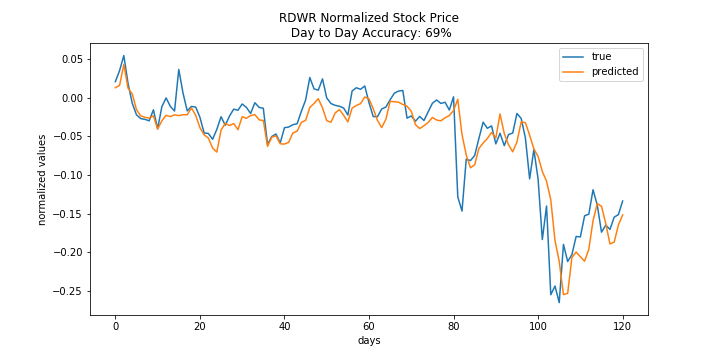 RDWR Normalized Stock Price
Day to Day Accuracy: 69%
true
predicted
normalized values
0.05
0.00
−0.05
−0.10
−0.15
−0.20
−0.25
0 20 40 60 80 100 120
days